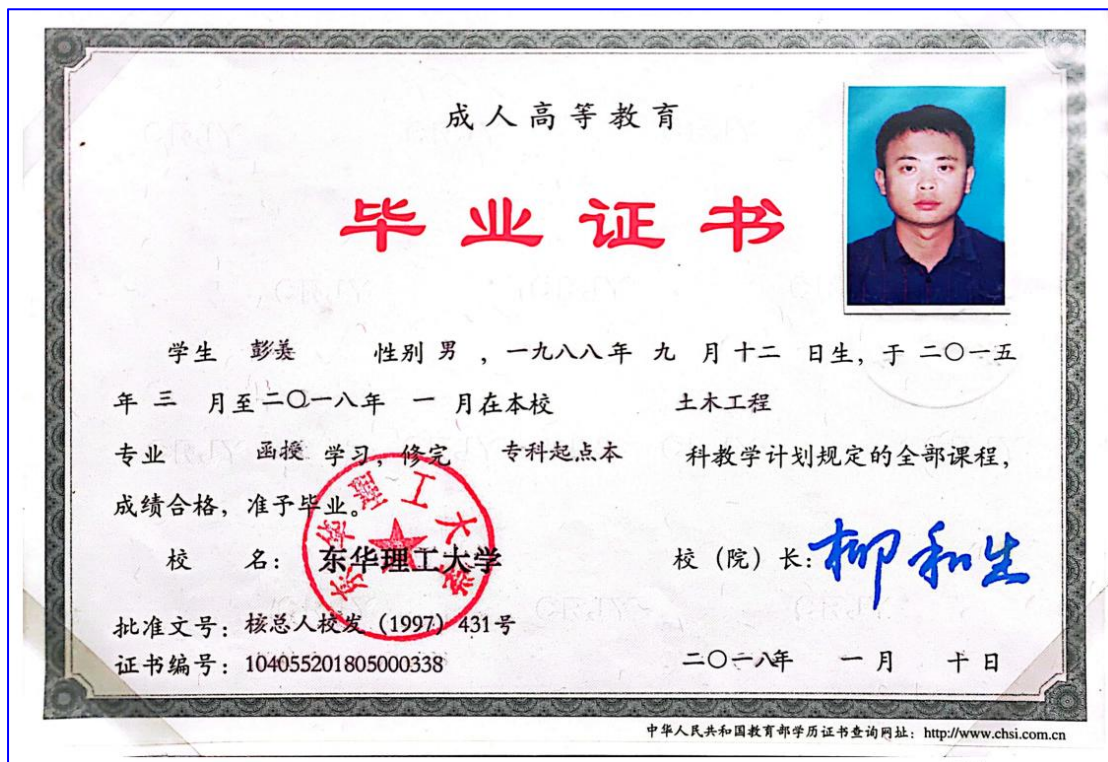 成人高等教育
毕业证书
学生 彭羕 性别 男 ，一九八八年 九 月十二 日生，于 二〇一五
年 三 月至二〇一八年 一 月在本校 土木工程
专业 函授 学习，修完 专科起点本 科教学计划规定的全部课程，
成绩合格，准予毕业。
东华理工大学
校 名： 东华理工大学 校（院）长：柳和生
批准文号：核总人校发（1997）431号
证书编号：104055201805000338 二〇一八年 一月 十日
中华人民共和国教育部学历证书查询网址：http://www.chsi.com.cn